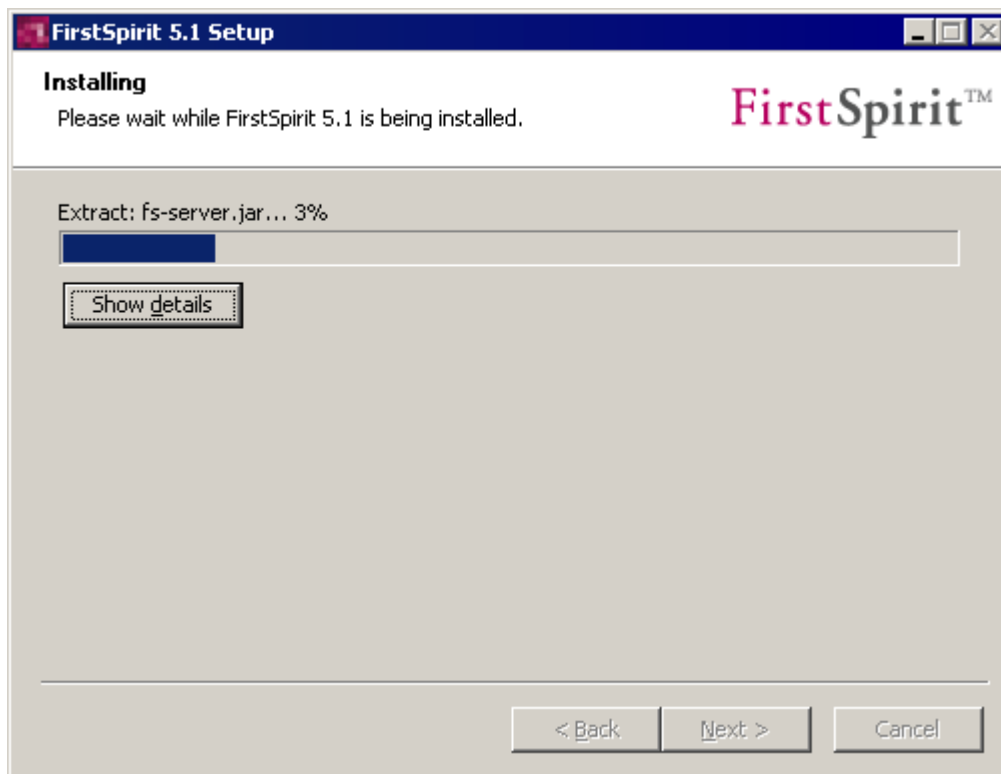 FirstSpirit 5.1 Setup
Installing
Please wait while FirstSpirit 5.1 is being installed.
FirstSpirit™
Extract: fs-server.jar... 3%
Show details
< Back
Next >
Cancel